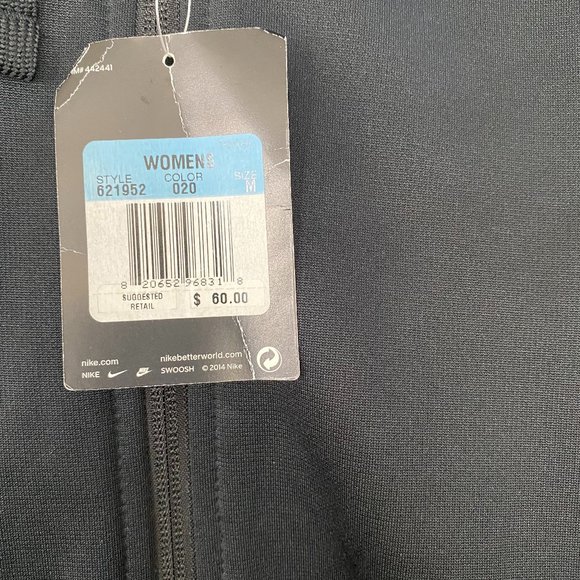 M# 442441
WOMENS
STYLE COLOR SIZE
621952 020 M
8 20652 96831 8
SUGGESTED RETAIL $ 60.00
nike.com nikebetterworld.com
NIKE SWOOSH © 2014 Nike